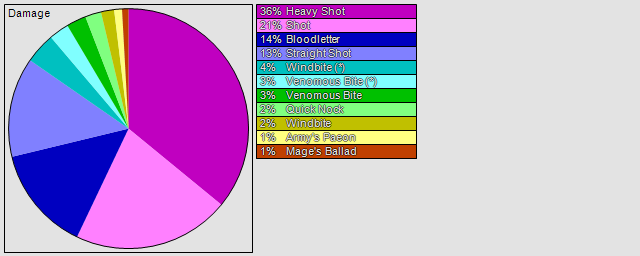 Damage
36% Heavy Shot
21% Shot
14% Bloodletter
13% Straight Shot
4% Windbite (*)
3% Venomous Bite (*)
3% Venomous Bite
2% Quick Nock
2% Windbite
1% Army's Paeon
1% Mage's Ballad